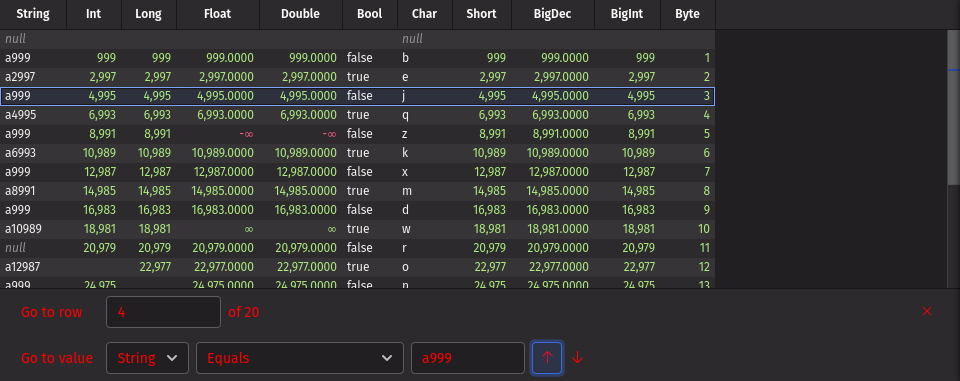 String Int Long Float Double Bool Char Short BigDec BigInt Byte
null null
a999 999 999 999.0000 999.0000 false b 999 999.0000 999 1
a2997 2,997 2,997 2,997.0000 2,997.0000 true e 2,997 2,997.0000 2,997 2
a999 4,995 4,995 4,995.0000 4,995.0000 false j 4,995 4,995.0000 4,995 3
a4995 6,993 6,993 6,993.0000 6,993.0000 true q 6,993 6,993.0000 6,993 4
a999 8,991 8,991 -∞ -∞ false z 8,991 8,991.0000 8,991 5
a6993 10,989 10,989 10,989.0000 10,989.0000 true k 10,989 10,989.0000 10,989 6
a999 12,987 12,987 12,987.0000 12,987.0000 false x 12,987 12,987.0000 12,987 7
a8991 14,985 14,985 14,985.0000 14,985.0000 true m 14,985 14,985.0000 14,985 8
a999 16,983 16,983 16,983.0000 16,983.0000 false d 16,983 16,983.0000 16,983 9
a10989 18,981 18,981 ∞ ∞ true w 18,981 18,981.0000 18,981 10
null 20,979 20,979 20,979.0000 20,979.0000 false r 20,979 20,979.0000 20,979 11
a12987 22,977 22,977.0000 22,977.0000 true o 22,977 22,977.0000 22,977 12
a999 24,975 24,975.0000 24,975.0000 false n 24,975 24,975.0000 24,975 13
Go to row 4 of 20
Go to value String Equals a999